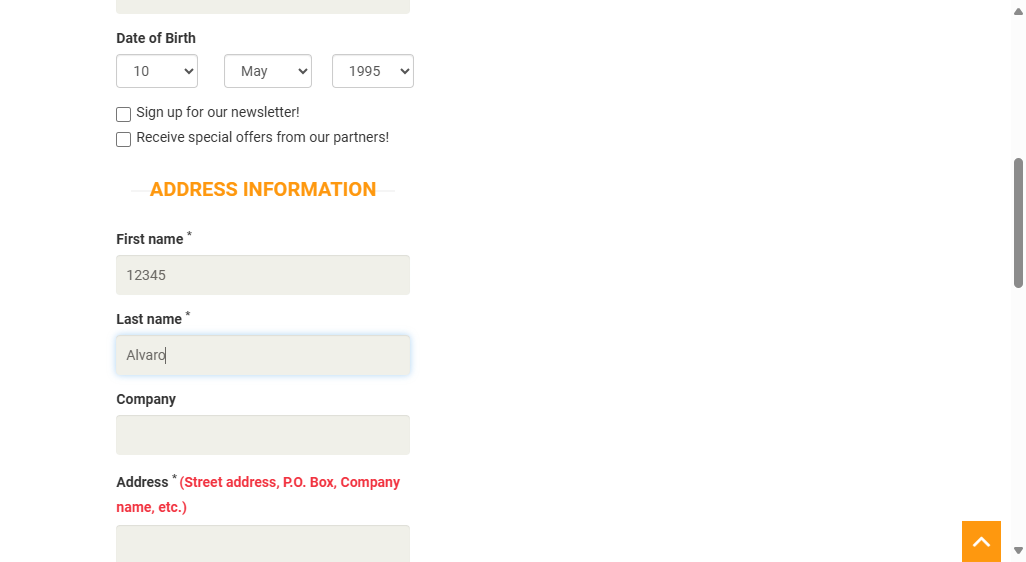 Date of Birth
10 May 1995
Sign up for our newsletter!
Receive special offers from our partners!
ADDRESS INFORMATION
First name *
12345
Last name *
Alvaro
Company
Address * (Street address, P.O. Box, Company
name, etc.)